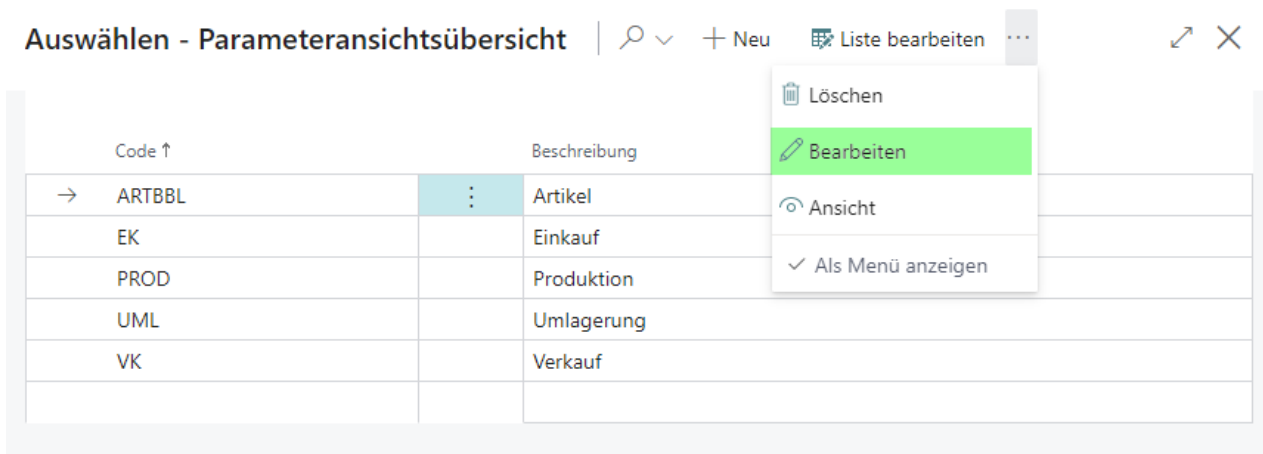 Auswählen - Parameteransichtsübersicht Neu Liste bearbeiten ...
Löschen
Bearbeiten
Ansicht
Als Menü anzeigen
Code ↑ Beschreibung
→ ARTBBL ⋮ Artikel
EK Einkauf
PROD Produktion
UML Umlagerung
VK Verkauf